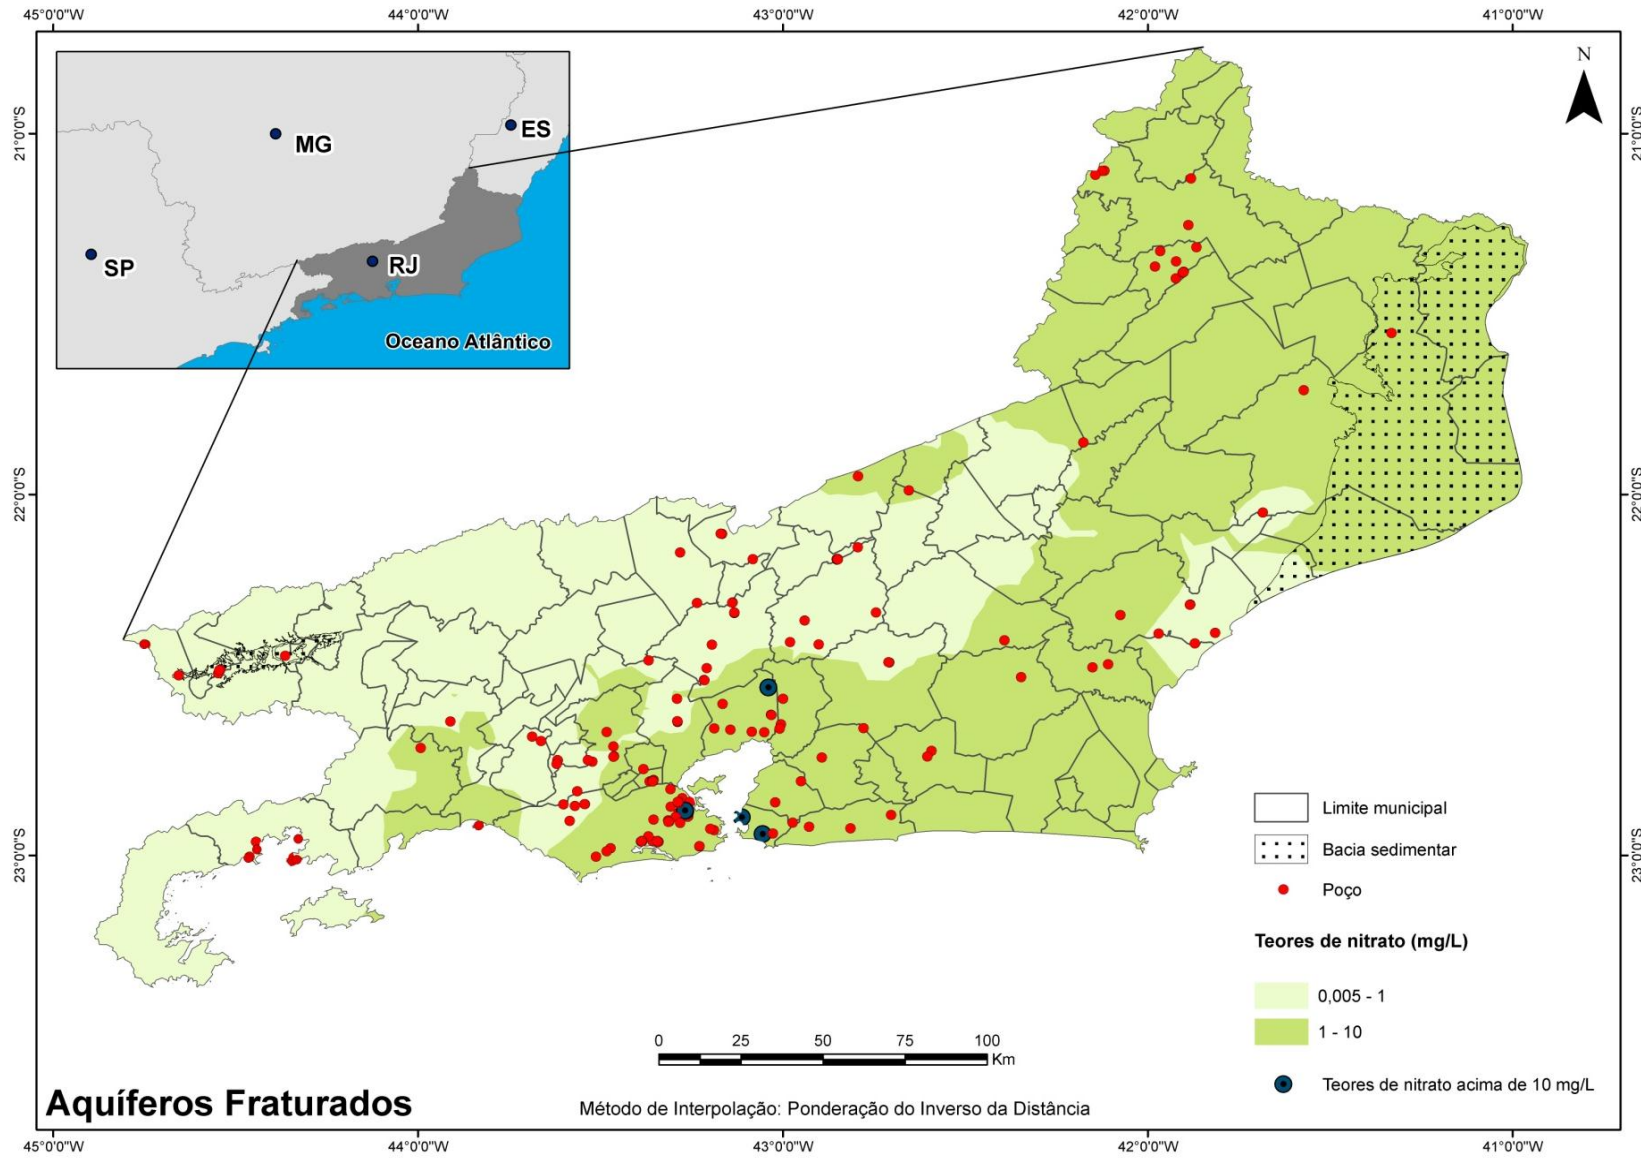 45°0'0"W 44°0'0"W 43°0'0"W 42°0'0"W 41°0'0"W
N
MG
ES
SP
RJ
Oceano Atlântico
21°0'0"S
21°0'0"S
22°0'0"S
22°0'0"S
23°0'0"S
23°0'0"S
Limite municipal
Bacia sedimentar
Poço
Teores de nitrato (mg/L)
0,005 - 1
1 - 10
Teores de nitrato acima de 10 mg/L
0 25 50 75 100
Km
Aquíferos Fraturados
Método de Interpolação: Ponderação do Inverso da Distância
45°0'0"W 44°0'0"W 43°0'0"W 42°0'0"W 41°0'0"W